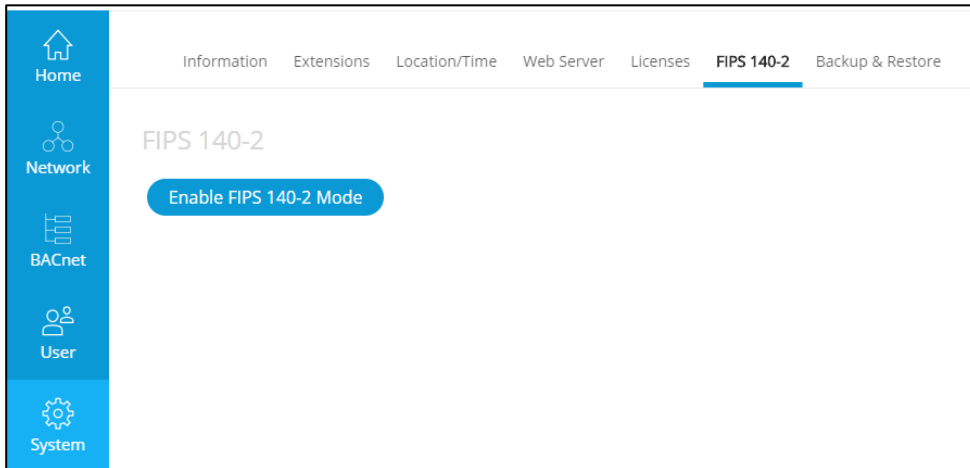 Home
Network
BACnet
User
System
Information Extensions Location/Time Web Server Licenses FIPS 140-2 Backup & Restore
FIPS 140-2
Enable FIPS 140-2 Mode